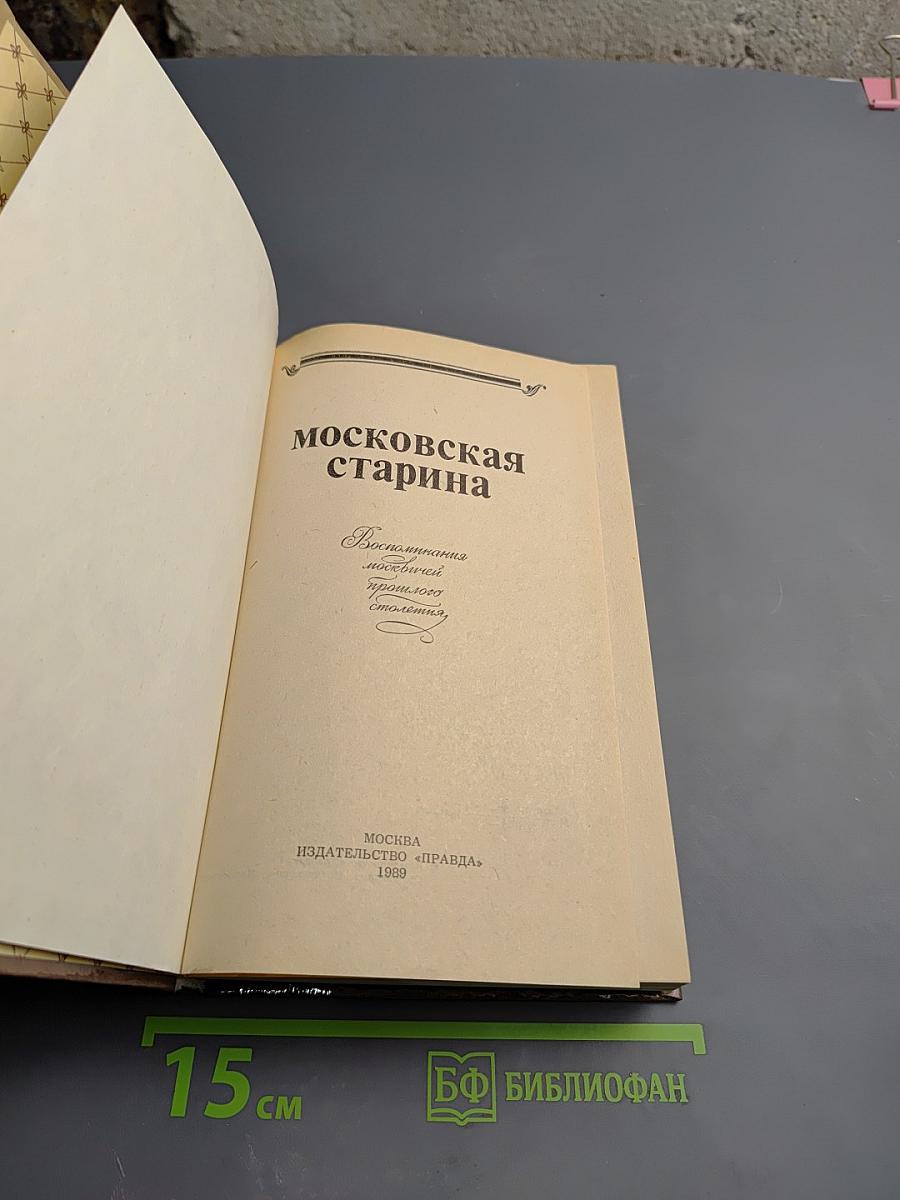 московская
старина
Воспоминания
москвичей
прошлого
столетия
МОСКВА
ИЗДАТЕЛЬСТВО «ПРАВДА»
1989
15 см
БФ БИБЛИОФАН